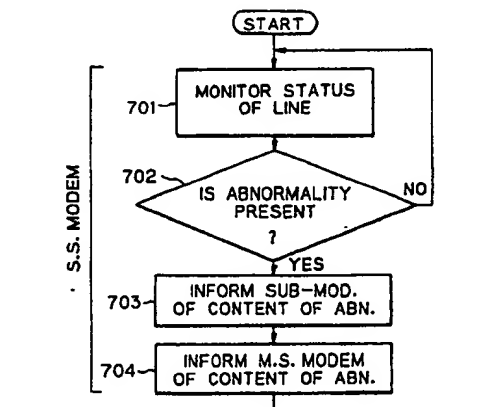 START
701
MONITOR STATUS
OF LINE
702
IS ABNORMALITY
PRESENT
?
NO
YES
S.S. MODEM
703
INFORM SUB-MOD.
OF CONTENT OF ABN.
704
INFORM M.S. MODEM
OF CONTENT OF ABN.